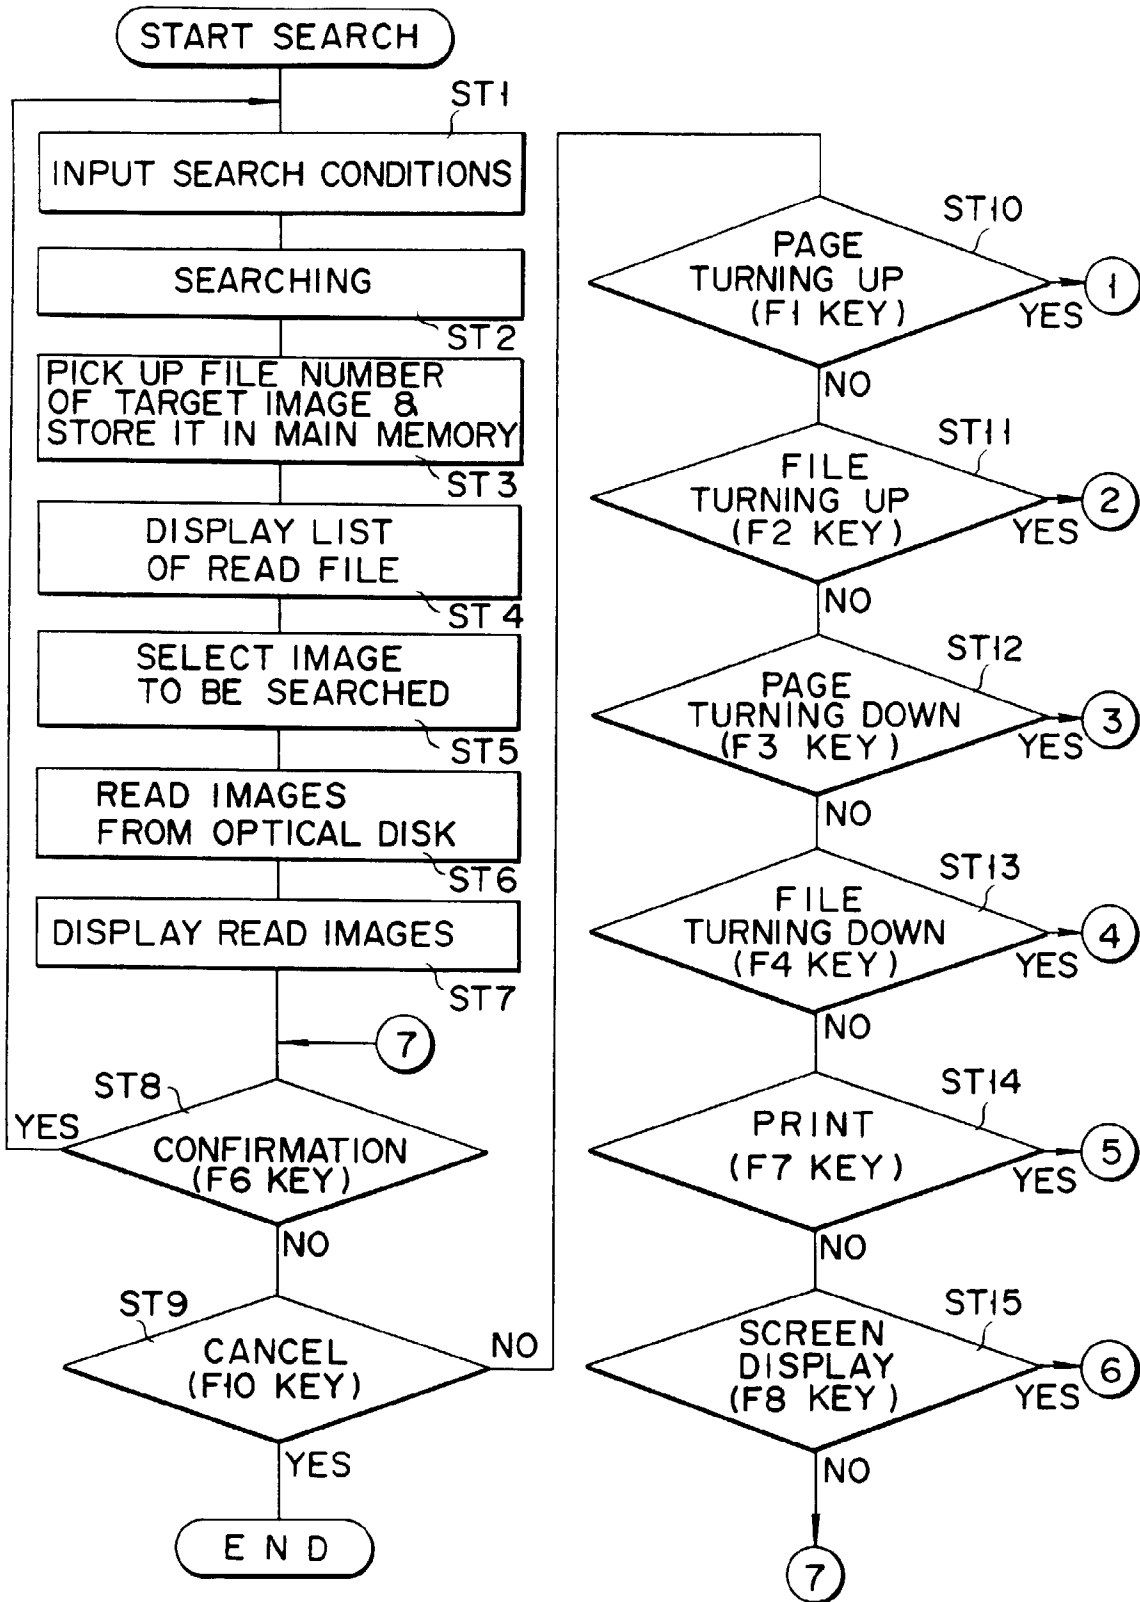 START SEARCH
ST1
INPUT SEARCH CONDITIONS
SEARCHING
ST2
PICK UP FILE NUMBER
OF TARGET IMAGE &
STORE IT IN MAIN MEMORY
ST3
DISPLAY LIST
OF READ FILE
ST4
SELECT IMAGE
TO BE SEARCHED
ST5
READ IMAGES
FROM OPTICAL DISK
ST6
DISPLAY READ IMAGES
ST7
7
ST8
YES
CONFIRMATION
(F6 KEY)
NO
ST9
CANCEL
(F10 KEY)
NO
YES
END
ST10
PAGE
TURNING UP
(F1 KEY)
YES
1
NO
ST11
FILE
TURNING UP
(F2 KEY)
YES
2
NO
ST12
PAGE
TURNING DOWN
(F3 KEY)
YES
3
NO
ST13
FILE
TURNING DOWN
(F4 KEY)
YES
4
NO
ST14
PRINT
(F7 KEY)
YES
5
NO
ST15
SCREEN
DISPLAY
(F8 KEY)
YES
6
NO
7